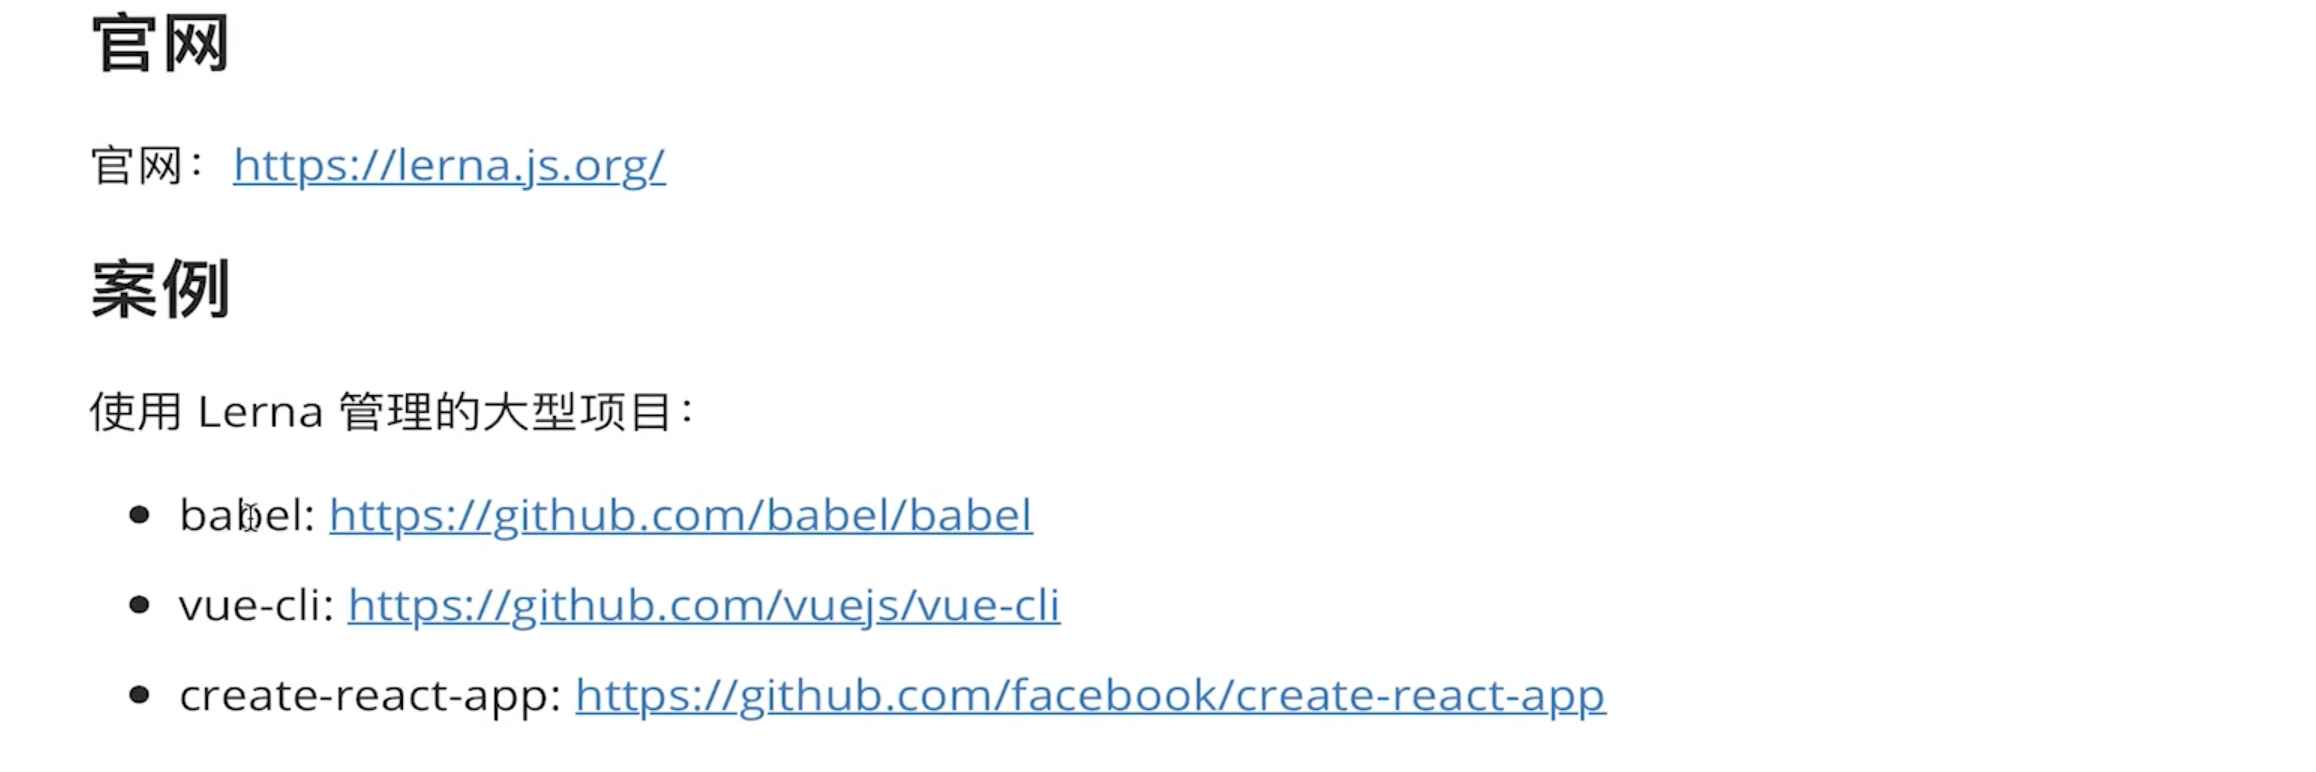 官网
官网： https://lerna.js.org/
案例
使用 Lerna 管理的大型项目：
babel: https://github.com/babel/babel
vue-cli: https://github.com/vuejs/vue-cli
create-react-app: https://github.com/facebook/create-react-app